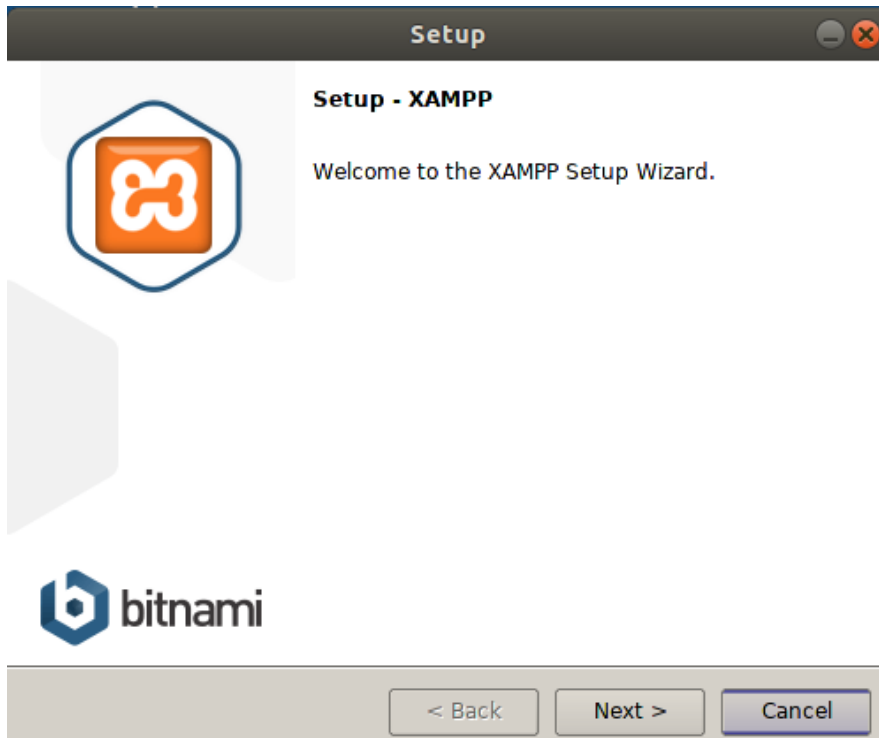 Setup
Setup - XAMPP
Welcome to the XAMPP Setup Wizard.
bitnami
< Back Next > Cancel